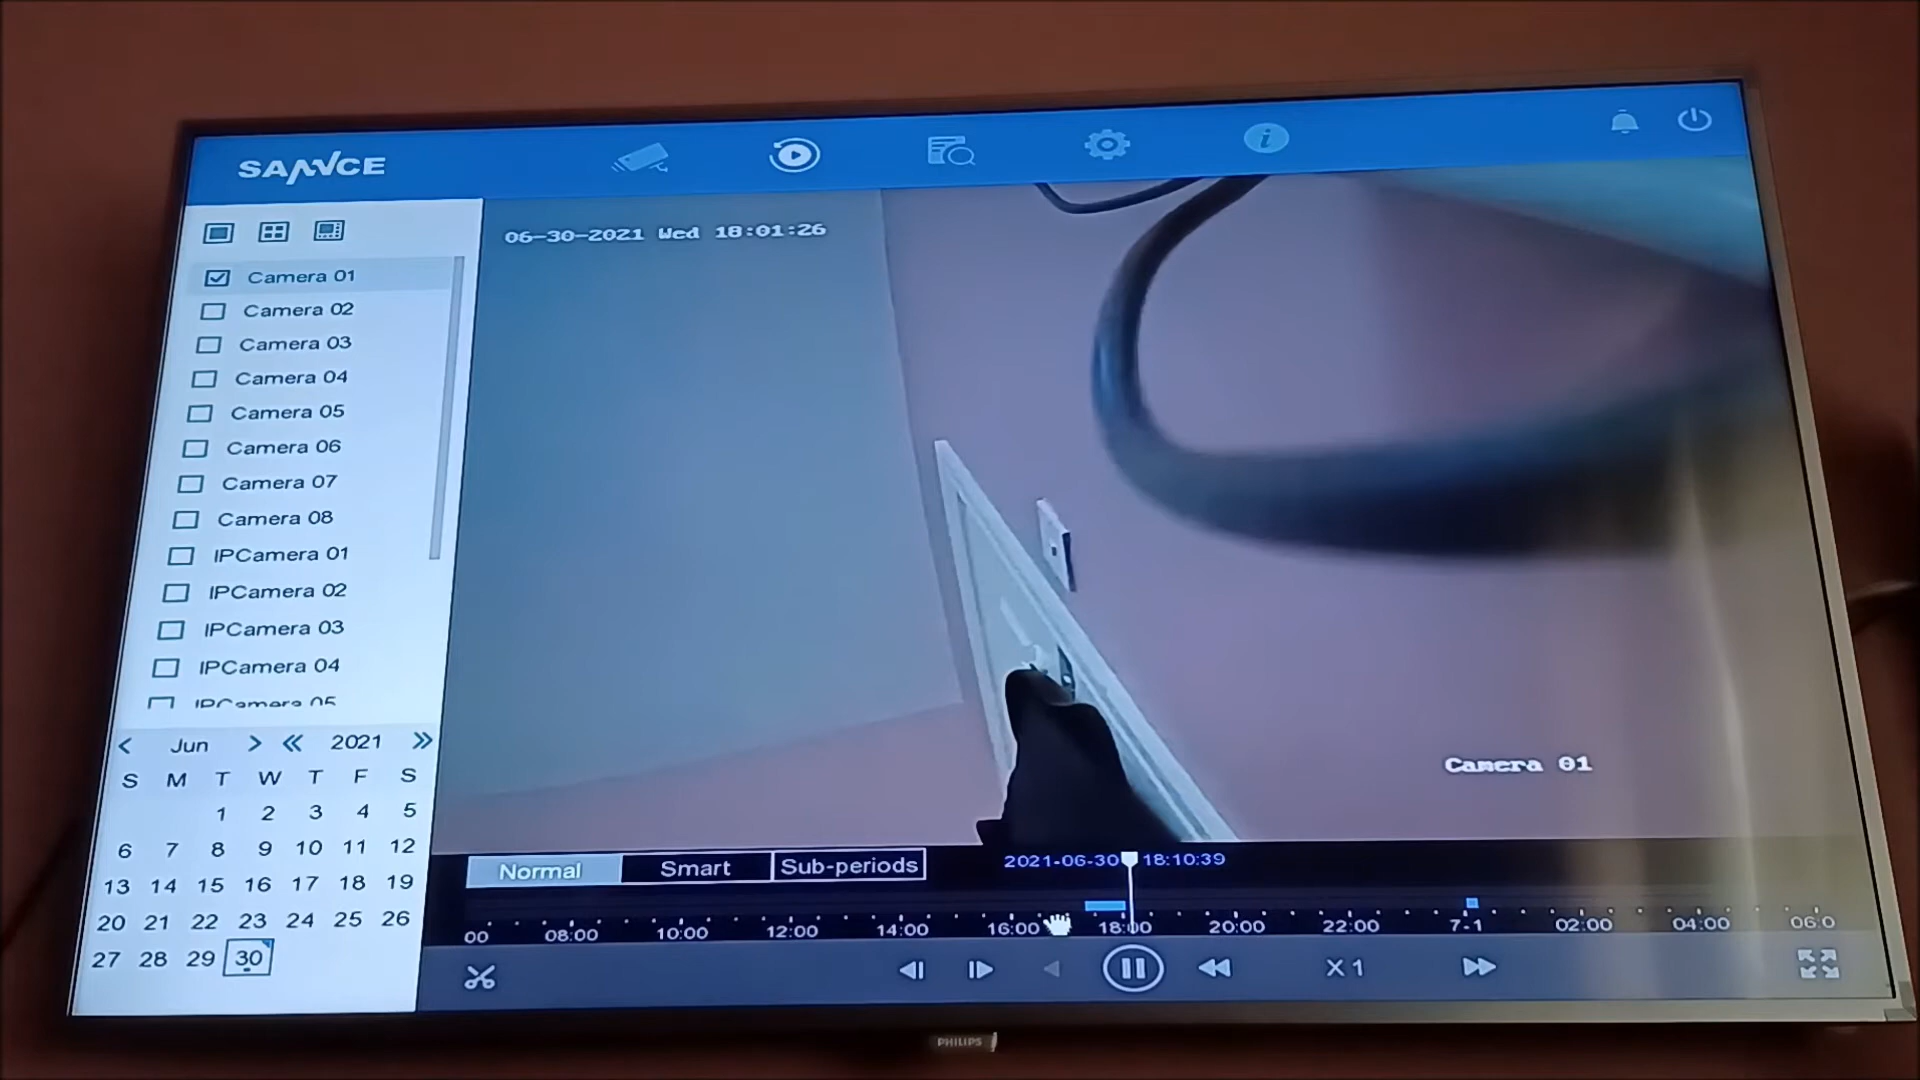 SANNCE
06-30-2021 Wed 18:01:26
Camera 01
Camera 02
Camera 03
Camera 04
Camera 05
Camera 06
Camera 07
Camera 08
IPCamera 01
IPCamera 02
IPCamera 03
IPCamera 04
IPCamera 05
Jun 2021
S M T W T F S
1 2 3 4 5
6 7 8 9 10 11 12
13 14 15 16 17 18 19
20 21 22 23 24 25 26
27 28 29 30
Camera 01
Normal Smart Sub-periods
2021-06-30 18:10:39
00 08:00 10:00 12:00 14:00 16:00 18:00 20:00 22:00 7-1 02:00 04:00 06:0
X 1
PHILIPS